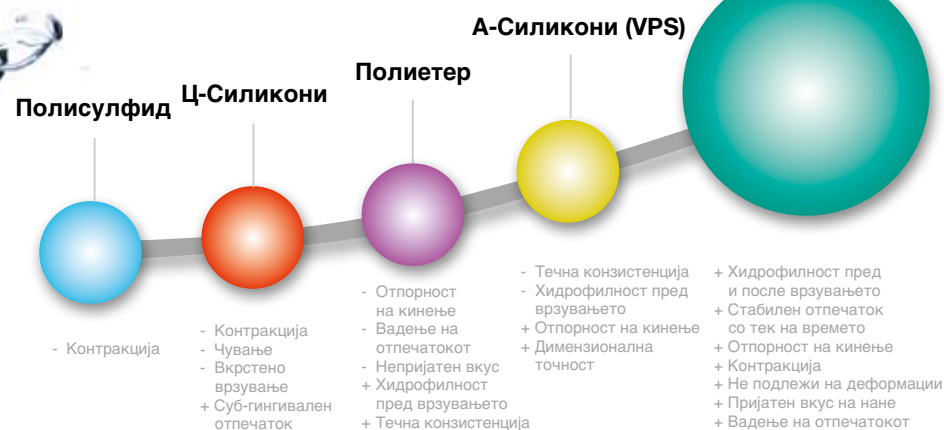 Полисулфид
- Контракција
Ц-Силикони
- Контракција
- Чување
- Вкрстено
врзување
+ Суб-гингивален
отпечаток
Полиетер
- Отпорност
на кинење
- Вадење на
отпечатокот
- Непријатен вкус
+ Хидрофилност
пред врзувањето
+ Течна конзистенција
А-Силикони (VPS)
- Течна конзистенција
- Хидрофилност пред
врзувањето
+ Отпорност на кинење
+ Димензионална
точност
+ Хидрофилност пред
и после врзувањето
+ Стабилен отпечаток
со тек на времето
+ Отпорност на кинење
+ Контракција
+ Не подлежи на деформации
+ Пријатен вкус на нане
+ Вадење на отпечатокот